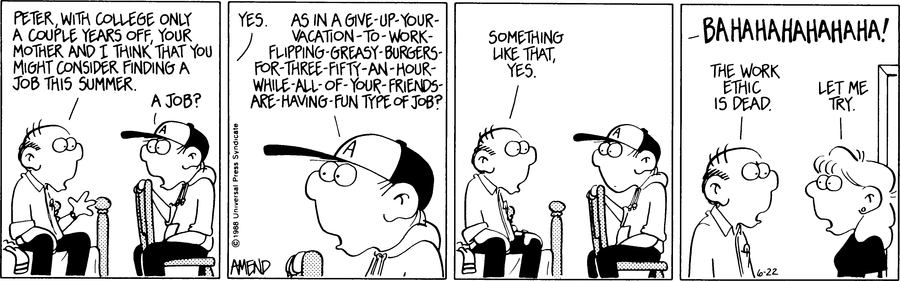 PETER, WITH COLLEGE ONLY
A COUPLE YEARS OFF, YOUR
MOTHER AND I THINK THAT YOU
MIGHT CONSIDER FINDING A
JOB THIS SUMMER.
A JOB?
A
YES.
AS IN A GIVE-UP-YOUR-
VACATION-TO-WORK-
FLIPPING-GREASY-BURGERS-
FOR-THREE-FIFTY-AN-HOUR-
WHILE-ALL-OF-YOUR-FRIENDS-
ARE-HAVING-FUN TYPE OF JOB?
A
© 1988 Universal Press Syndicate
AMEND
SOMETHING
LIKE THAT,
YES.
A
BAHAHAHAHAHAHA!
THE WORK
ETHIC
IS DEAD.
LET ME
TRY.
6-22